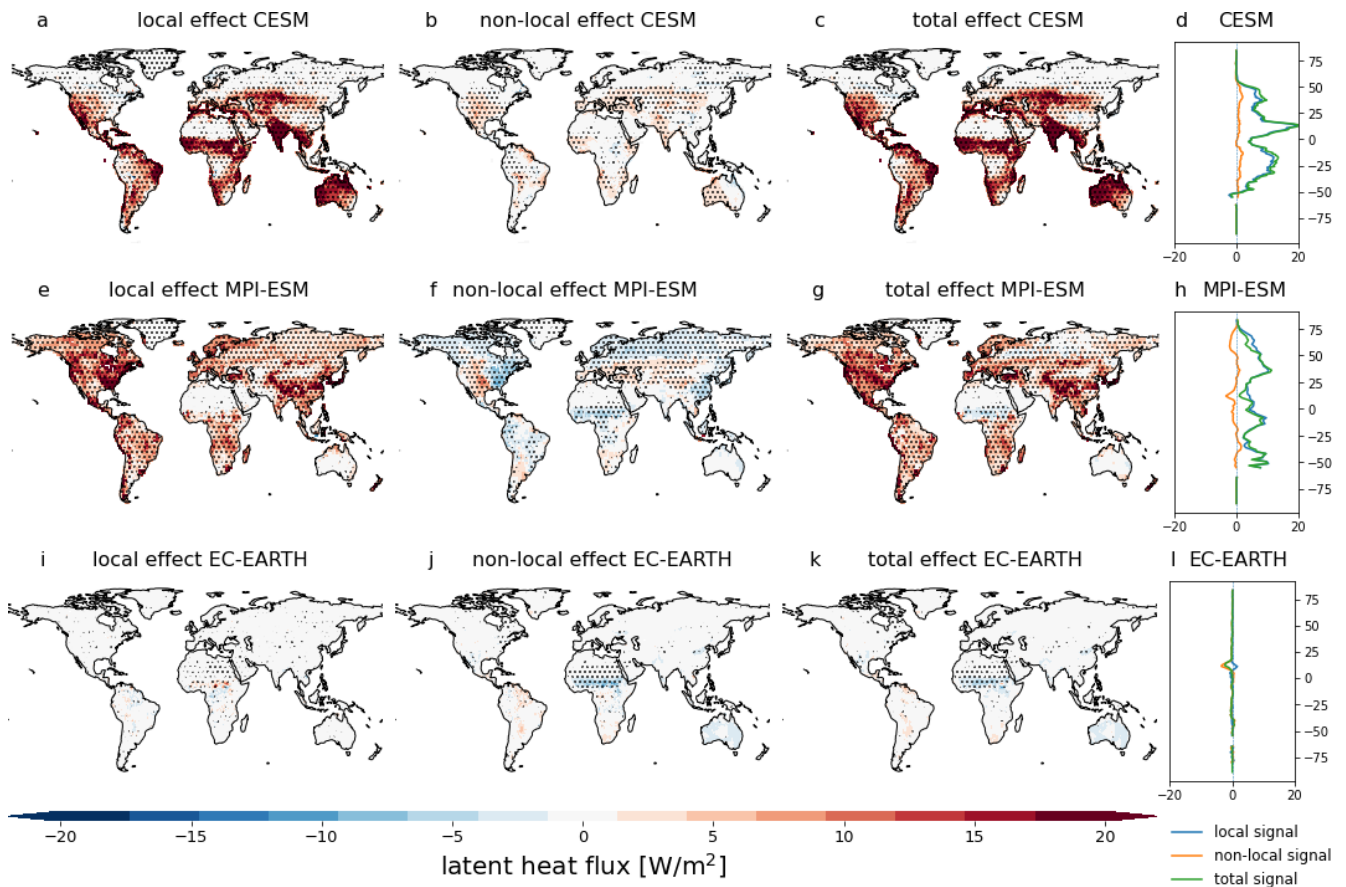 a local effect CESM b non-local effect CESM c total effect CESM d CESM
75
50
25
0
−25
−50
−75
−20 0 20
e local effect MPI-ESM f non-local effect MPI-ESM g total effect MPI-ESM h MPI-ESM
75
50
25
0
−25
−50
−75
−20 0 20
i local effect EC-EARTH j non-local effect EC-EARTH k total effect EC-EARTH l EC-EARTH
75
50
25
0
−25
−50
−75
−20 0 20
−20 −15 −10 −5 0 5 10 15 20
latent heat flux [W/m²]
local signal
non-local signal
total signal